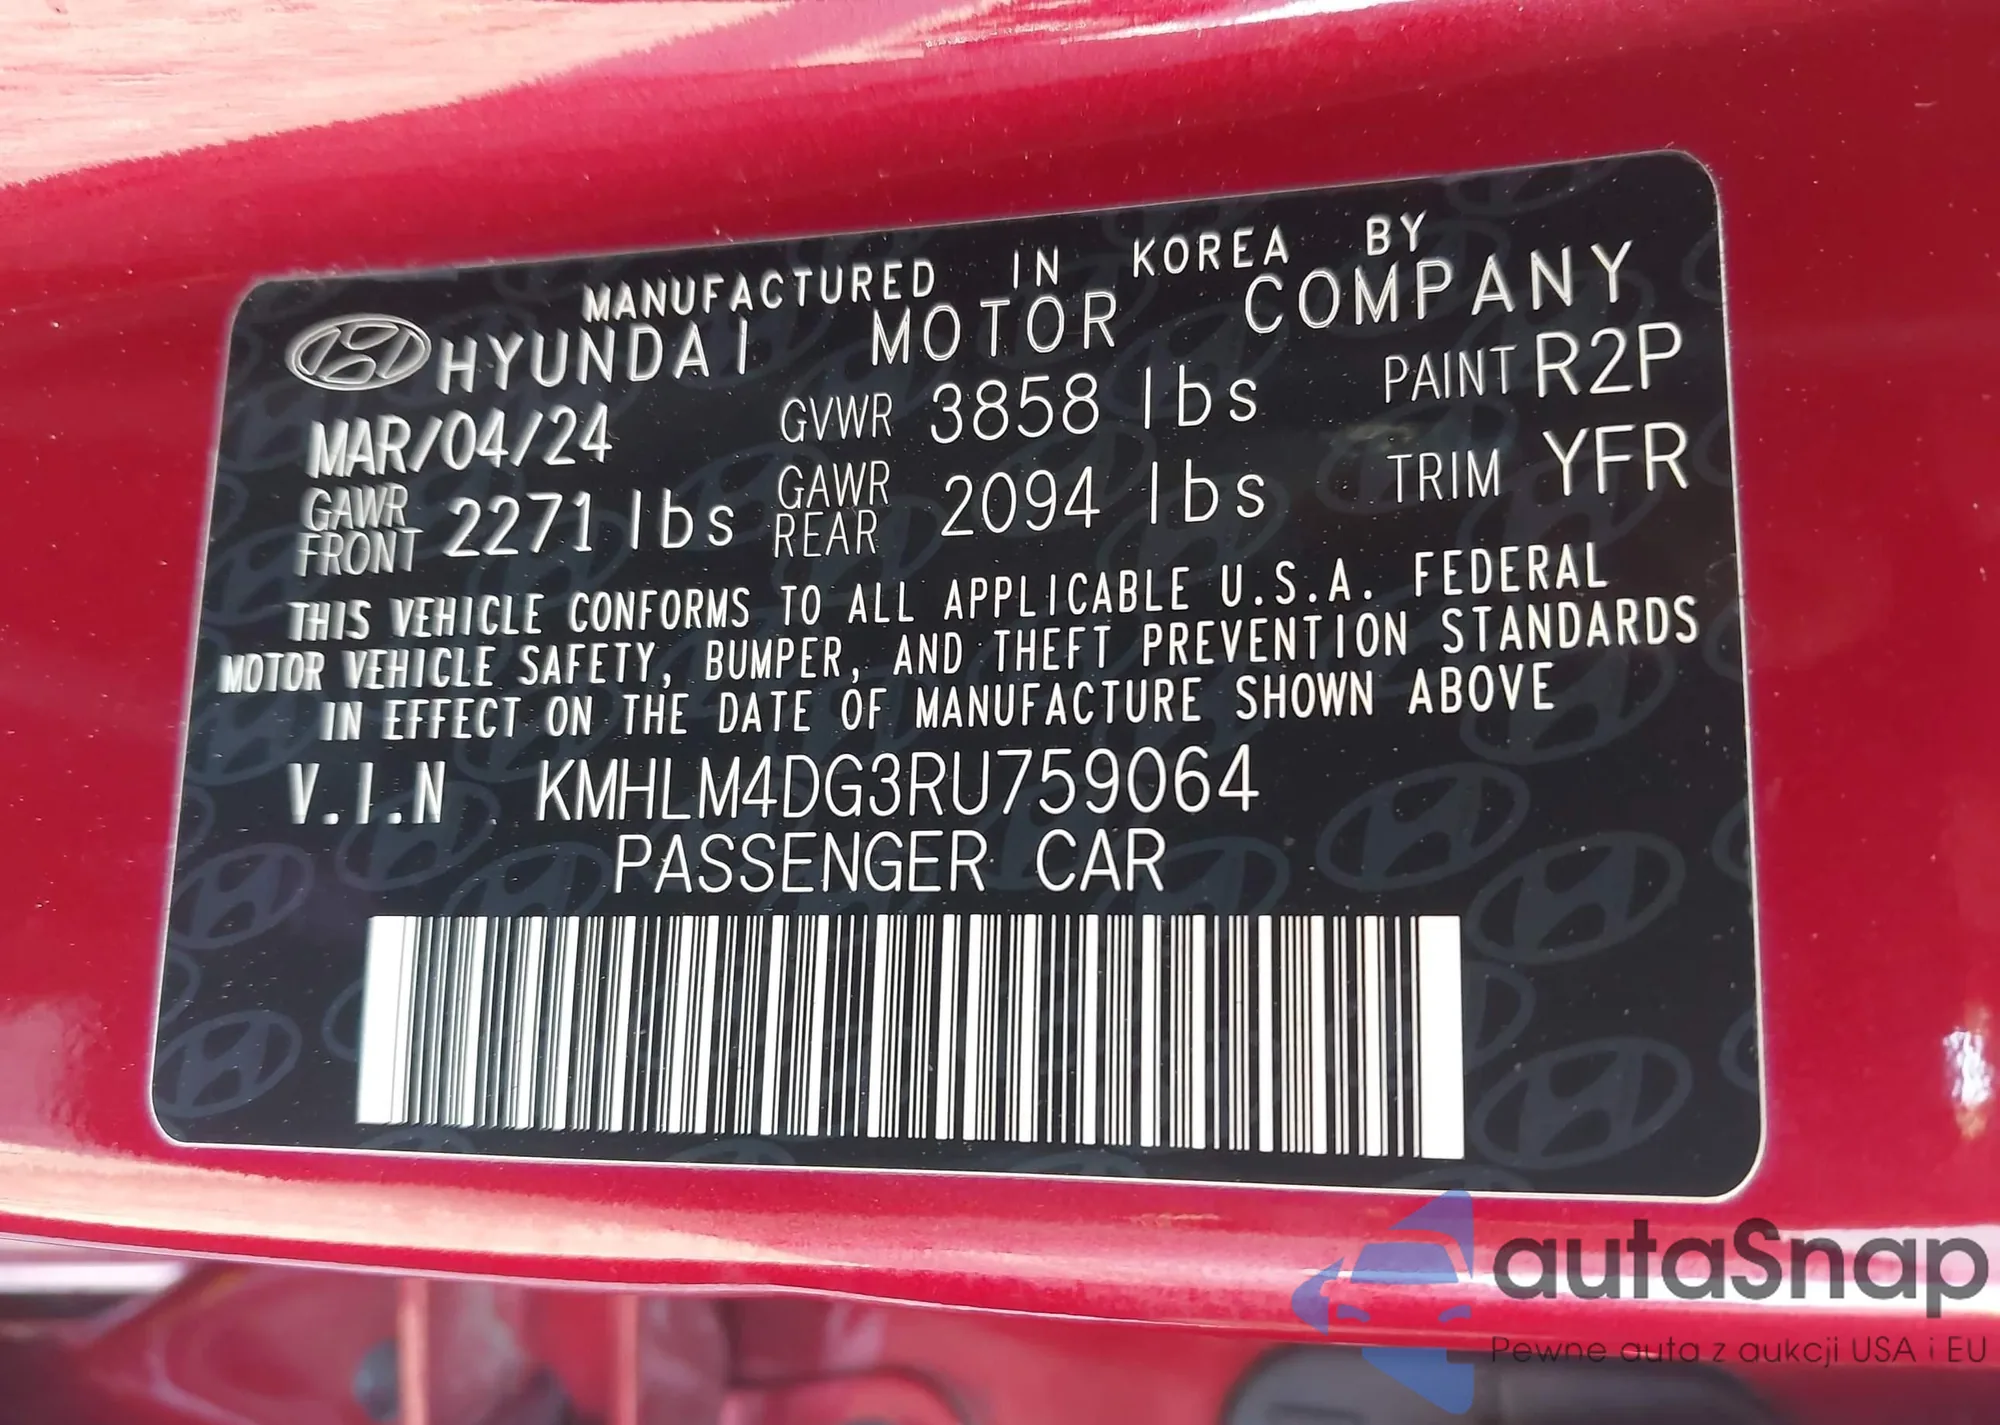 MANUFACTURED IN KOREA BY
HYUNDAI MOTOR COMPANY
MAR/04/24 GVWR 3858 lbs PAINT R2P
GAWR FRONT 2271 lbs GAWR REAR 2094 lbs TRIM YFR
THIS VEHICLE CONFORMS TO ALL APPLICABLE U.S.A. FEDERAL
MOTOR VEHICLE SAFETY, BUMPER, AND THEFT PREVENTION STANDARDS
IN EFFECT ON THE DATE OF MANUFACTURE SHOWN ABOVE
V.I.N KMHLM4DG3RU759064
PASSENGER CAR
autaSnap
Pewne auta z aukcji USA i EU